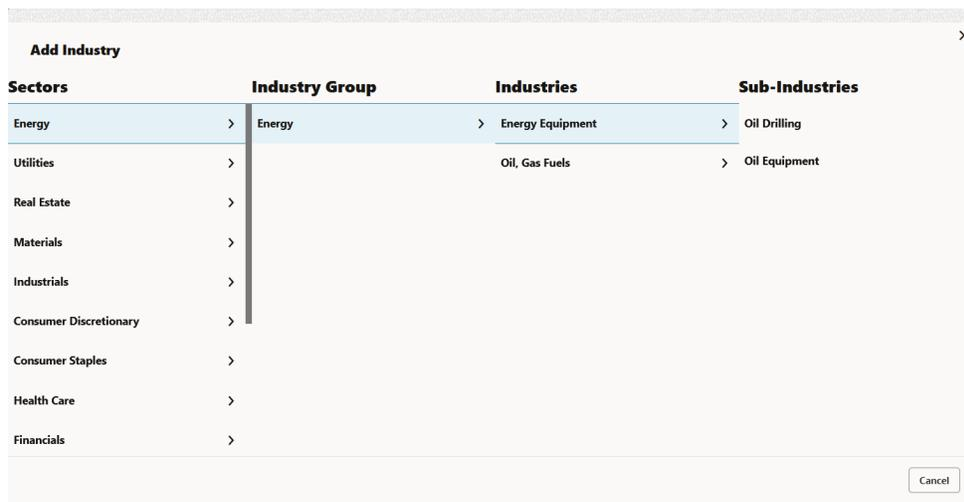 Add Industry
Sectors Industry Group Industries Sub-Industries
Energy Energy Energy Equipment Oil Drilling
Utilities Oil, Gas Fuels Oil Equipment
Real Estate
Materials
Industrials
Consumer Discretionary
Consumer Staples
Health Care
Financials
Cancel